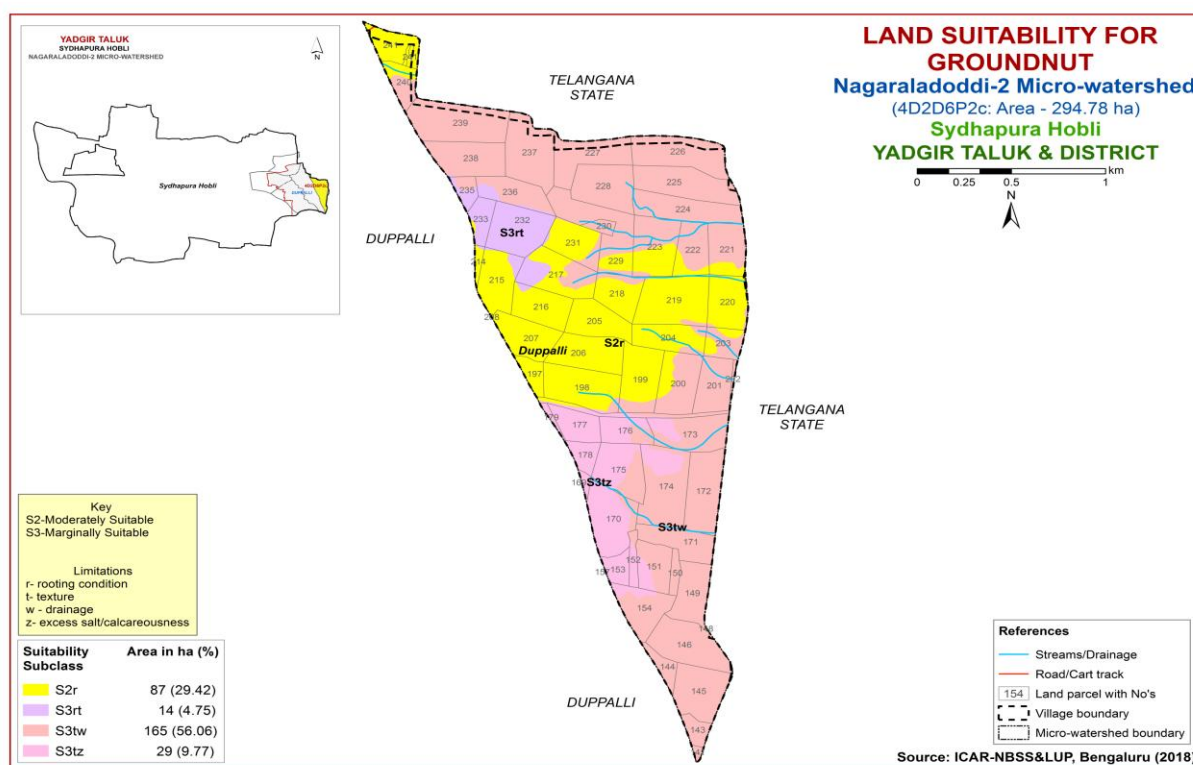 YADGIR TALUK
SYDHAPURA HOBLI
NAGARALADODDI-2 MICRO-WATERSHED
N
Sydhapura Hobli
DUPPALLI
LAND SUITABILITY FOR
GROUNDNUT
Nagaraladoddi-2 Micro-watershed
(4D2D6P2c: Area - 294.78 ha)
Sydhapura Hobli
YADGIR TALUK & DISTRICT
km
0 0.25 0.5 1
N
TELANGANA
STATE
240
239
237
227
226
238
228
225
235
236
224
233
232
230
S3rt
231
223
222
221
DUPPALLI
214
229
215
217
218
219
220
216
205
207
S2r
204
203
Duppalli
206
197
198
199
200
201
TELANGANA
STATE
177
176
173
178
175
S3tz
174
172
170
S3tw
171
152
153
151
150
149
154
148
146
144
145
DUPPALLI
143
Key
S2-Moderately Suitable
S3-Marginally Suitable
Limitations
r- rooting condition
t- texture
w - drainage
z- excess salt/calcareousness
Suitability Subclass Area in ha (%)
S2r 87 (29.42)
S3rt 14 (4.75)
S3tw 165 (56.06)
S3tz 29 (9.77)
References
Streams/Drainage
Road/Cart track
154 Land parcel with No's
Village boundary
Micro-watershed boundary
Source: ICAR-NBSS&LUP, Bengaluru (2018)